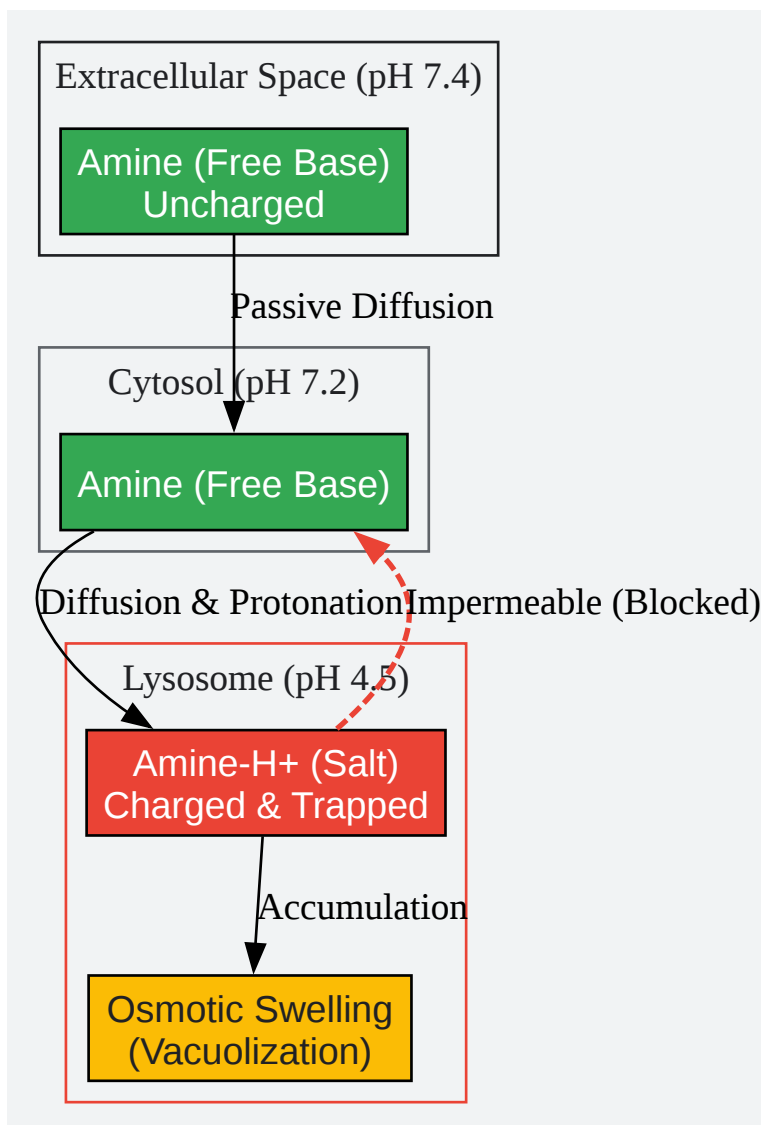 Extracellular Space (pH 7.4)
Amine (Free Base)
Uncharged
Passive Diffusion
Cytosol (pH 7.2)
Amine (Free Base)
Diffusion & Protonation
Impermeable (Blocked)
Lysosome (pH 4.5)
Amine-H+ (Salt)
Charged & Trapped
Accumulation
Osmotic Swelling
(Vacuolization)